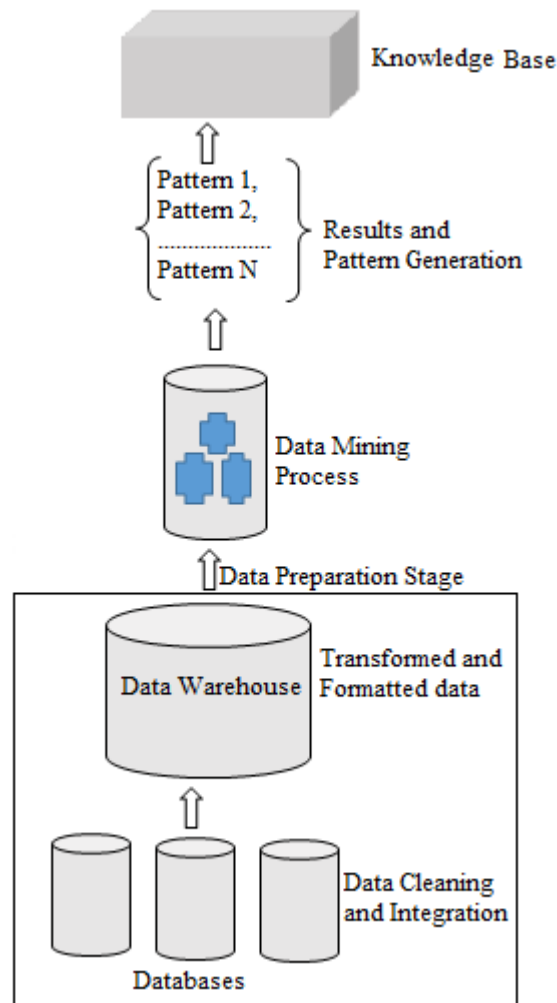 Knowledge Base
Pattern 1,
Pattern 2,
...................
Pattern N
Results and
Pattern Generation
Data Mining
Process
Data Preparation Stage
Data Warehouse
Transformed and
Formatted data
Data Cleaning
and Integration
Databases